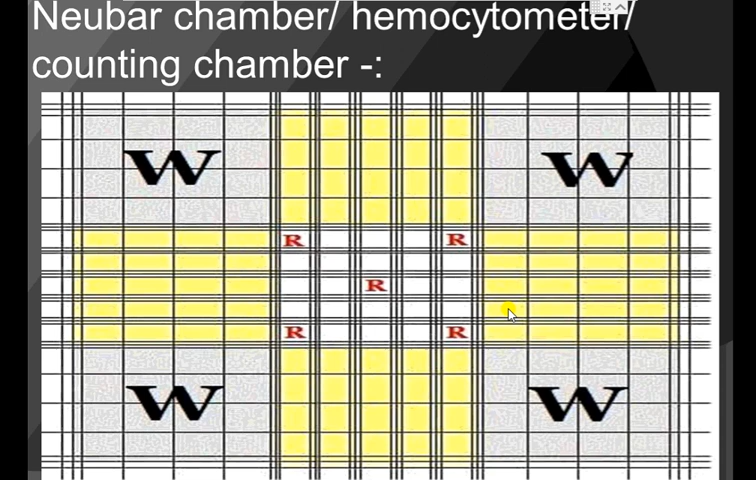 Neubar chamber/ hemocytometer/
counting chamber -:
W W
R R
R
R R
W W